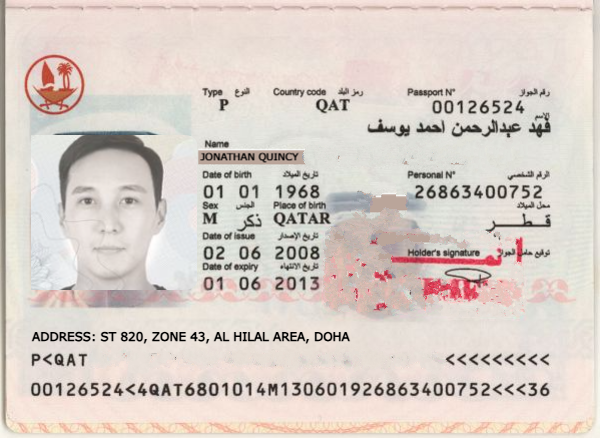 Type النوع Country code رمز البلد Passport N° رقم الجواز
P QAT 00126524
الاسم
فهد عبدالرحمن احمد يوسف
Name
JONATHAN QUINCY
Date of birth تاريخ الميلاد Personal N° الرقم الشخصي
01 01 1968 26863400752
Sex الجنس Place of birth محل الميلاد
M ذكر QATAR قطر
Date of issue تاريخ الإصدار Holder's signature توقيع حامل الجواز
02 06 2008
Date of expiry تاريخ الانتهاء
01 06 2013
ADDRESS: ST 820, ZONE 43, AL HILAL AREA, DOHA
P<QAT <<<<<<<<<
00126524<4QAT6801014M130601926863400752<<<36